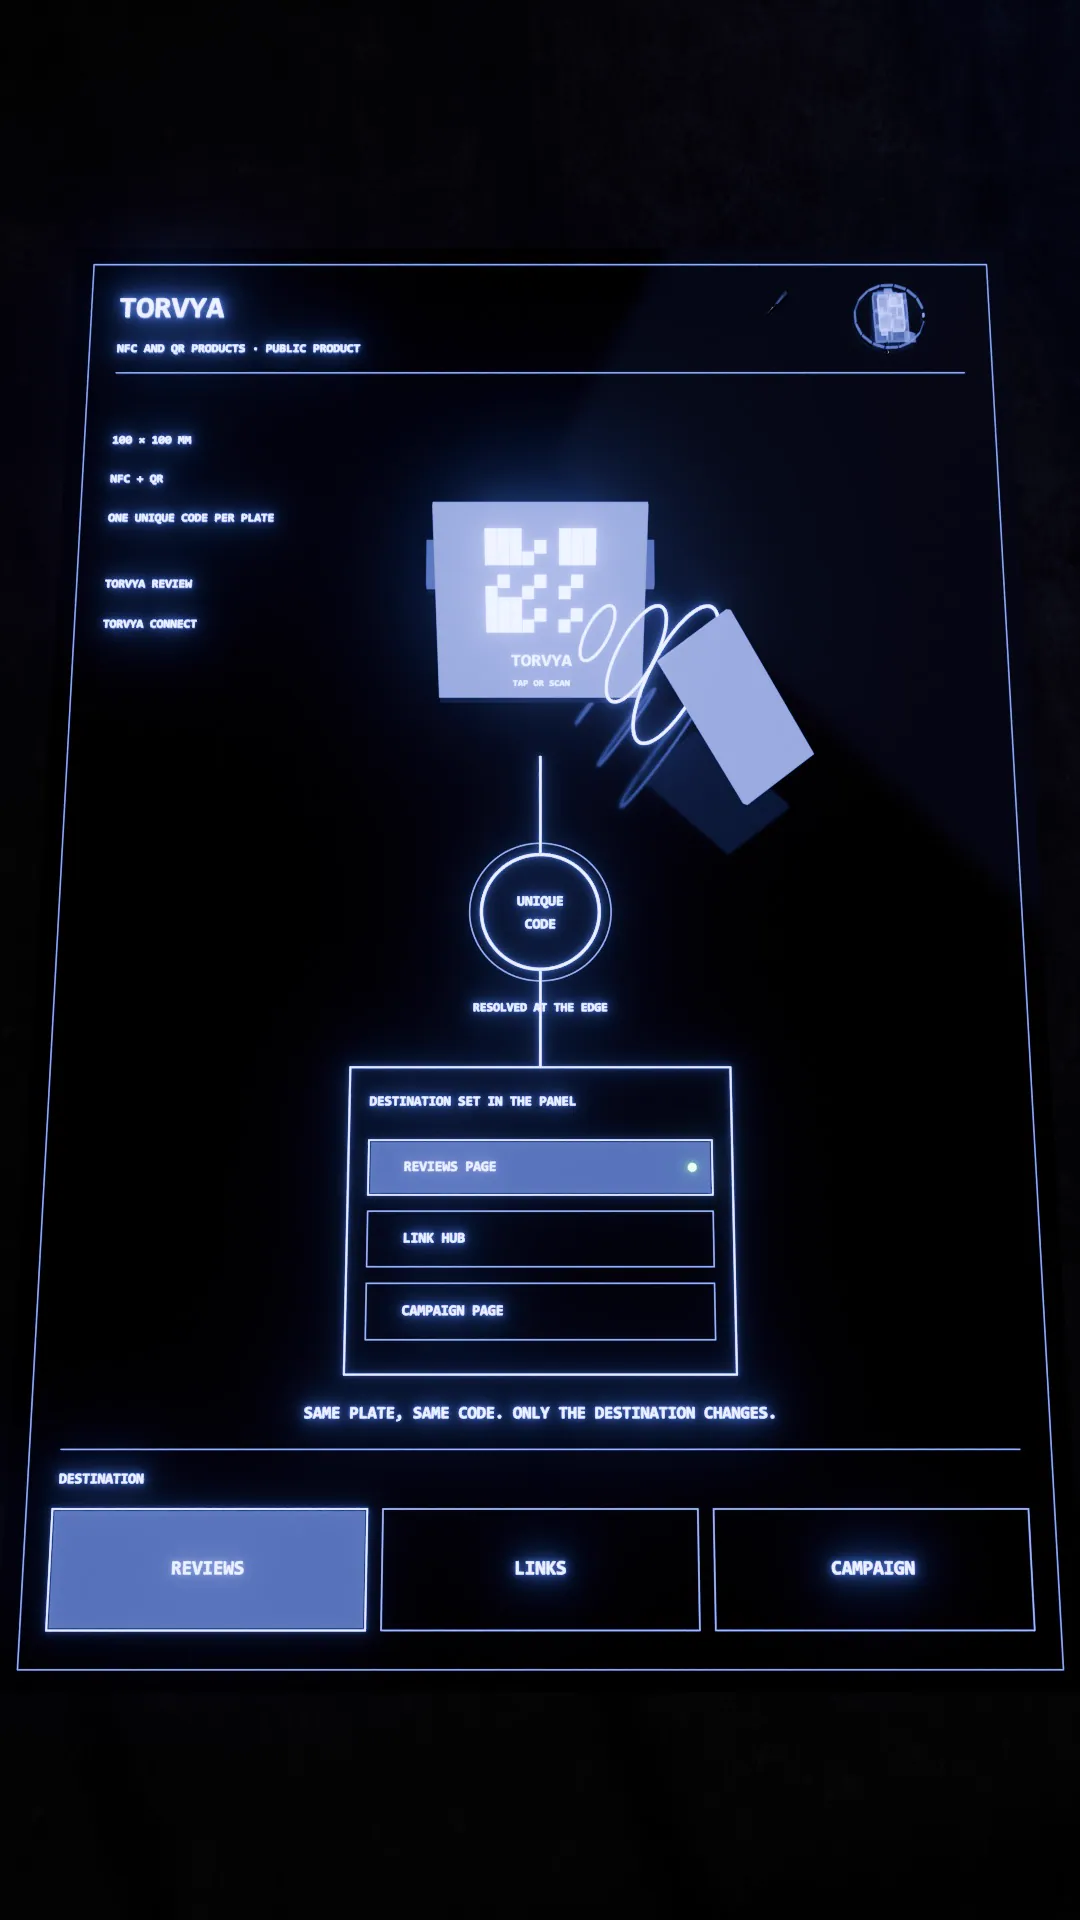 TORVYA
NFC AND QR PRODUCTS · PUBLIC PRODUCT
100 × 100 MM
NFC + QR
ONE UNIQUE CODE PER PLATE
TORVYA REVIEW
TORVYA CONNECT
TORVYA
TAP OR SCAN
UNIQUE
CODE
RESOLVED AT THE EDGE
DESTINATION SET IN THE PANEL
REVIEWS PAGE
LINK HUB
CAMPAIGN PAGE
SAME PLATE, SAME CODE. ONLY THE DESTINATION CHANGES.
DESTINATION
REVIEWS
LINKS
CAMPAIGN